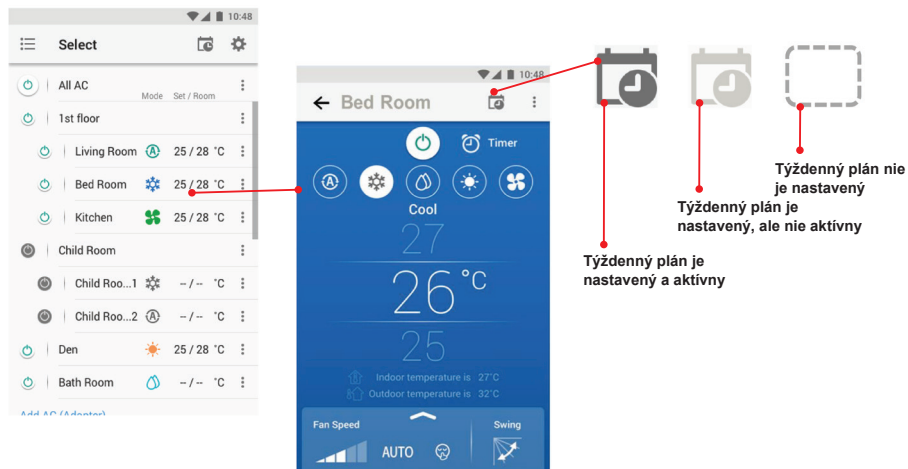 10:48
Select
All AC
Mode Set / Room
1st floor
Living Room A 25 / 28 °C
Bed Room 25 / 28 °C
Kitchen 25 / 28 °C
Child Room
Child Roo...1 -- / -- °C
Child Roo...2 A -- / -- °C
Den 25 / 28 °C
Bath Room -- / -- °C
Add AC (Adapter)
10:48
Bed Room
Timer
A
Cool
27
26°C
25
Indoor temperature is 27°C
Outdoor temperature is 32°C
Fan Speed Swing
AUTO
Týždenný plán nie
je nastavený
Týždenný plán je
nastavený, ale nie aktívny
Týždenný plán je
nastavený a aktívny